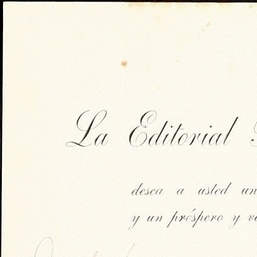 La Editorial
desea a usted un
y un próspero y